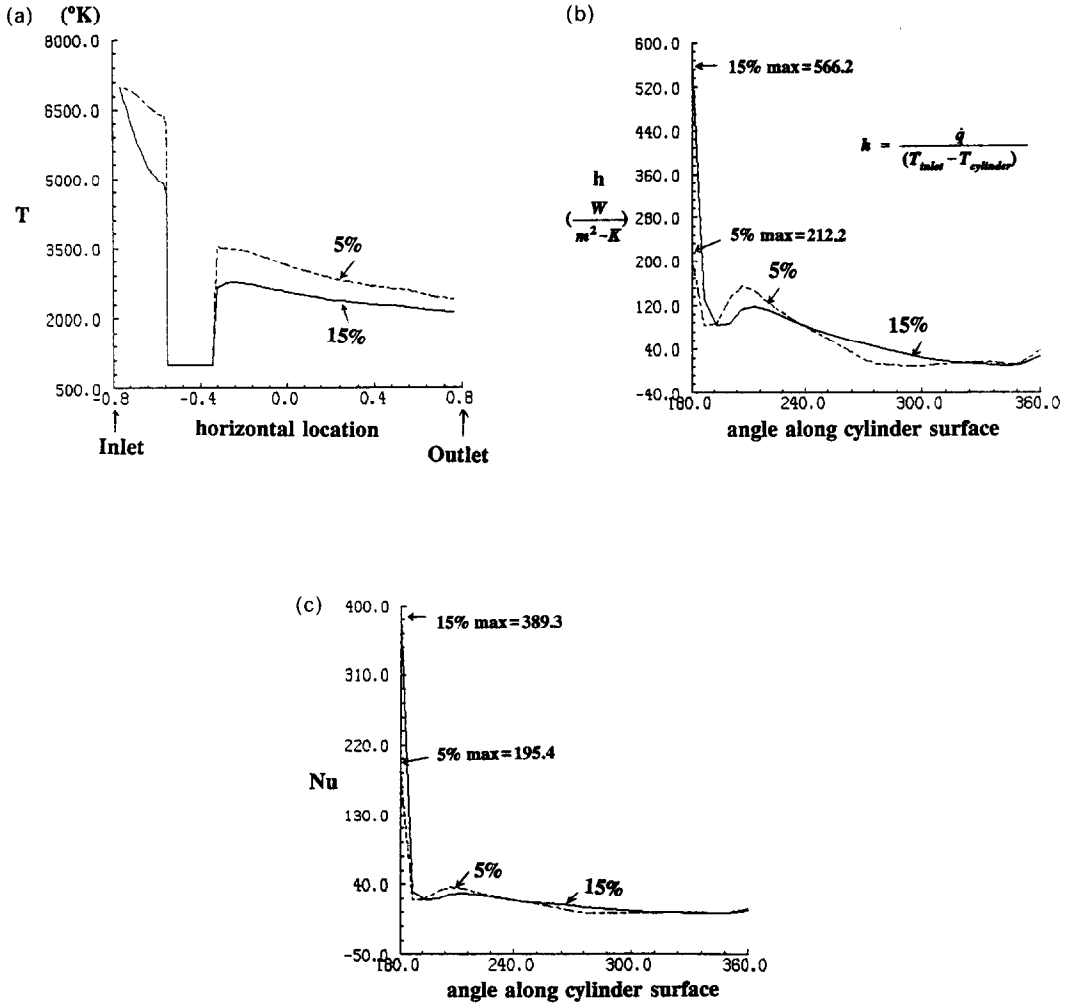 (a) (°K)
8000.0
6500.0
5000.0
T
3500.0
2000.0
500.0
5%
15%
-0.8 -0.4 0.0 0.4 0.8
horizontal location
Inlet
Outlet
(b)
600.0
520.0
440.0
360.0
280.0
200.0
120.0
40.0
-40.0
15% max=566.2
h = q̇ / (T_inlet - T_cylinder)
h
(W / m²-K)
5% max=212.2
5%
15%
180.0 240.0 300.0 360.0
angle along cylinder surface
(c)
400.0
310.0
220.0
130.0
40.0
-50.0
15% max=389.3
5% max=195.4
Nu
5%
15%
180.0 240.0 300.0 360.0
angle along cylinder surface